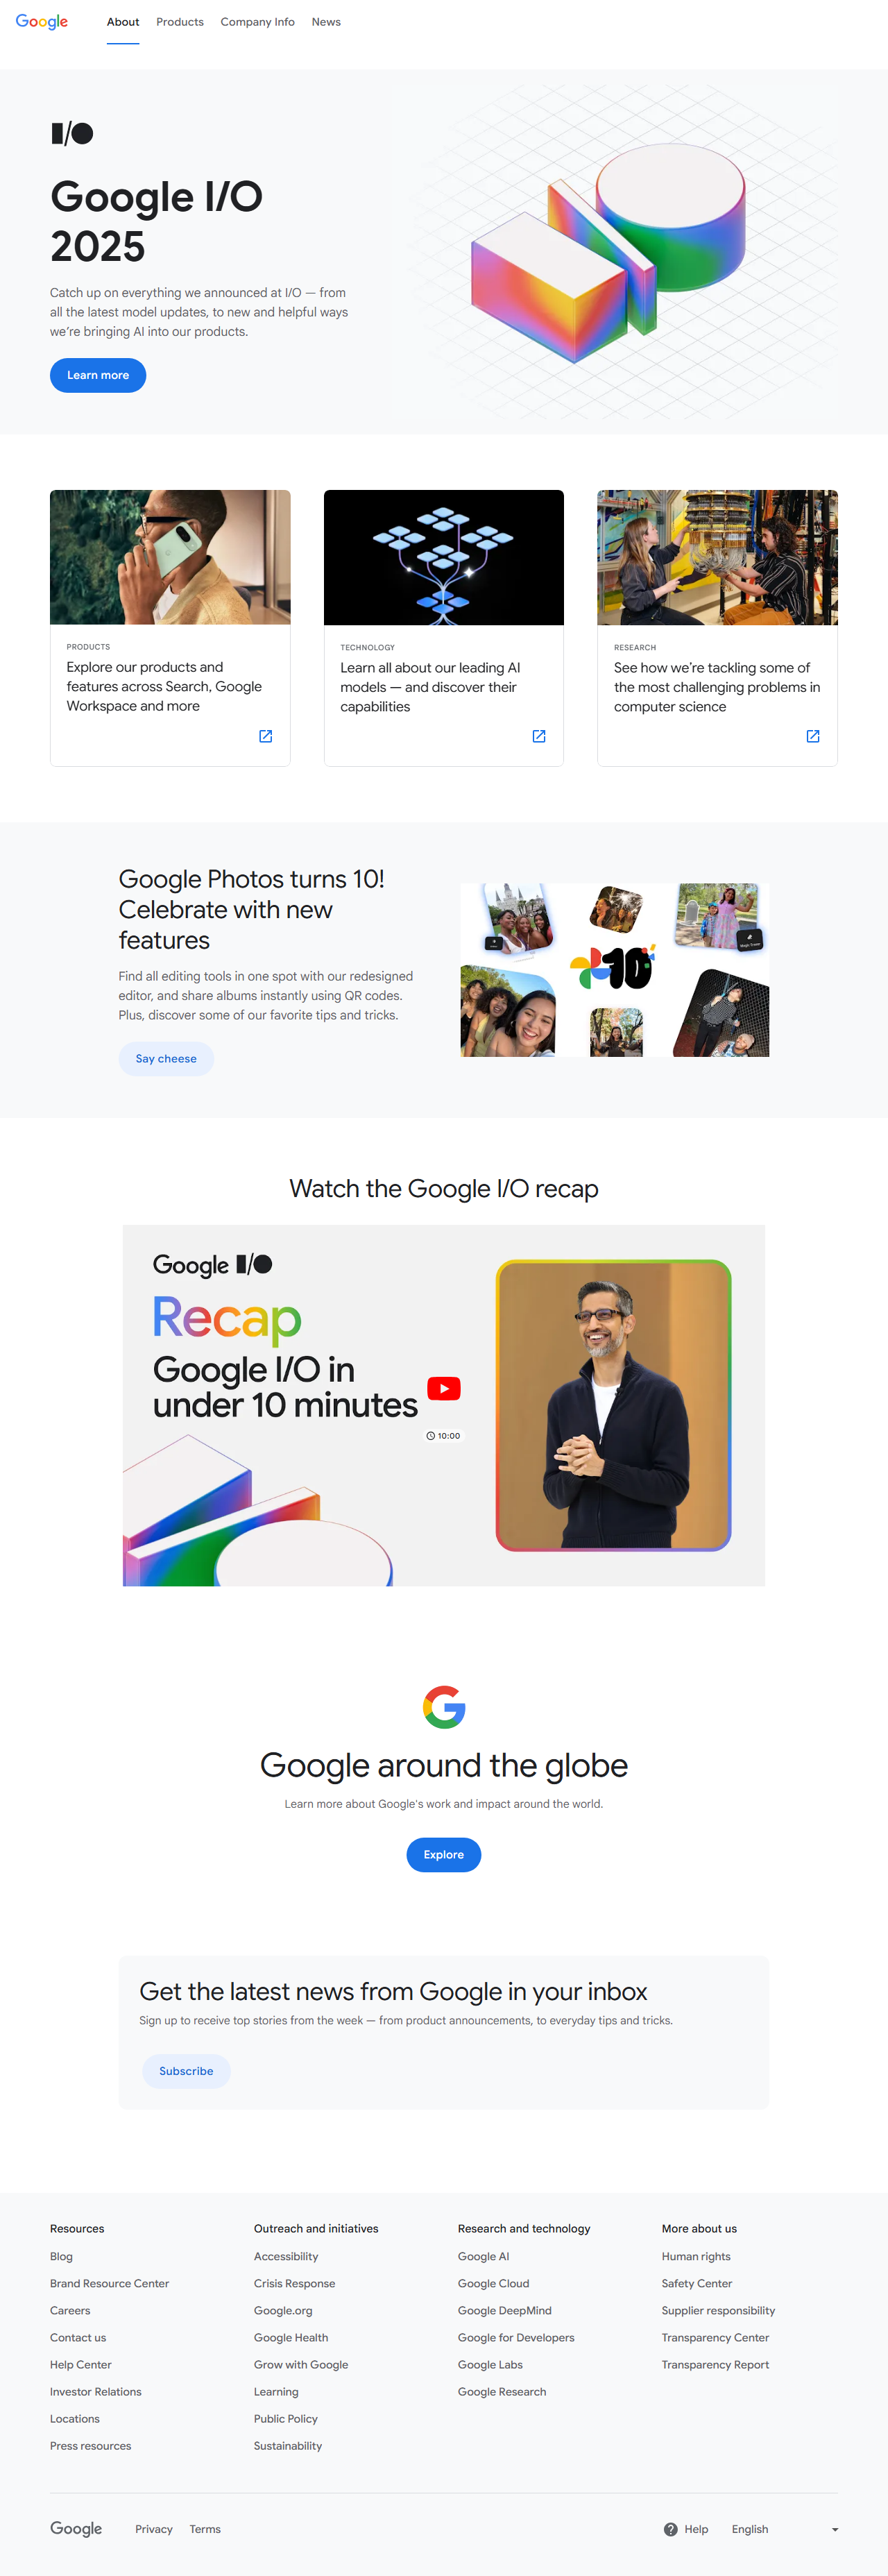 Google
About
Products
Company Info
News
I/O
Google I/O
2025
Catch up on everything we announced at I/O — from
all the latest model updates, to new and helpful ways
we're bringing AI into our products.
Learn more
PRODUCTS
Explore our products and
features across Search, Google
Workspace and more
TECHNOLOGY
Learn all about our leading AI
models — and discover their
capabilities
RESEARCH
See how we're tackling some of
the most challenging problems in
computer science
Google Photos turns 10!
Celebrate with new
features
Find all editing tools in one spot with our redesigned
editor, and share albums instantly using QR codes.
Plus, discover some of our favorite tips and tricks.
Say cheese
10
Magic Eraser
Watch the Google I/O recap
Google I/O
Recap
Google I/O in
under 10 minutes
10:00
G
Google around the globe
Learn more about Google's work and impact around the world.
Explore
Get the latest news from Google in your inbox
Sign up to receive top stories from the week — from product announcements, to everyday tips and tricks.
Subscribe
Resources
Blog
Brand Resource Center
Careers
Contact us
Help Center
Investor Relations
Locations
Press resources
Outreach and initiatives
Accessibility
Crisis Response
Google.org
Google Health
Grow with Google
Learning
Public Policy
Sustainability
Research and technology
Google AI
Google Cloud
Google DeepMind
Google for Developers
Google Labs
Google Research
More about us
Human rights
Safety Center
Supplier responsibility
Transparency Center
Transparency Report
Google
Privacy
Terms
Help
English